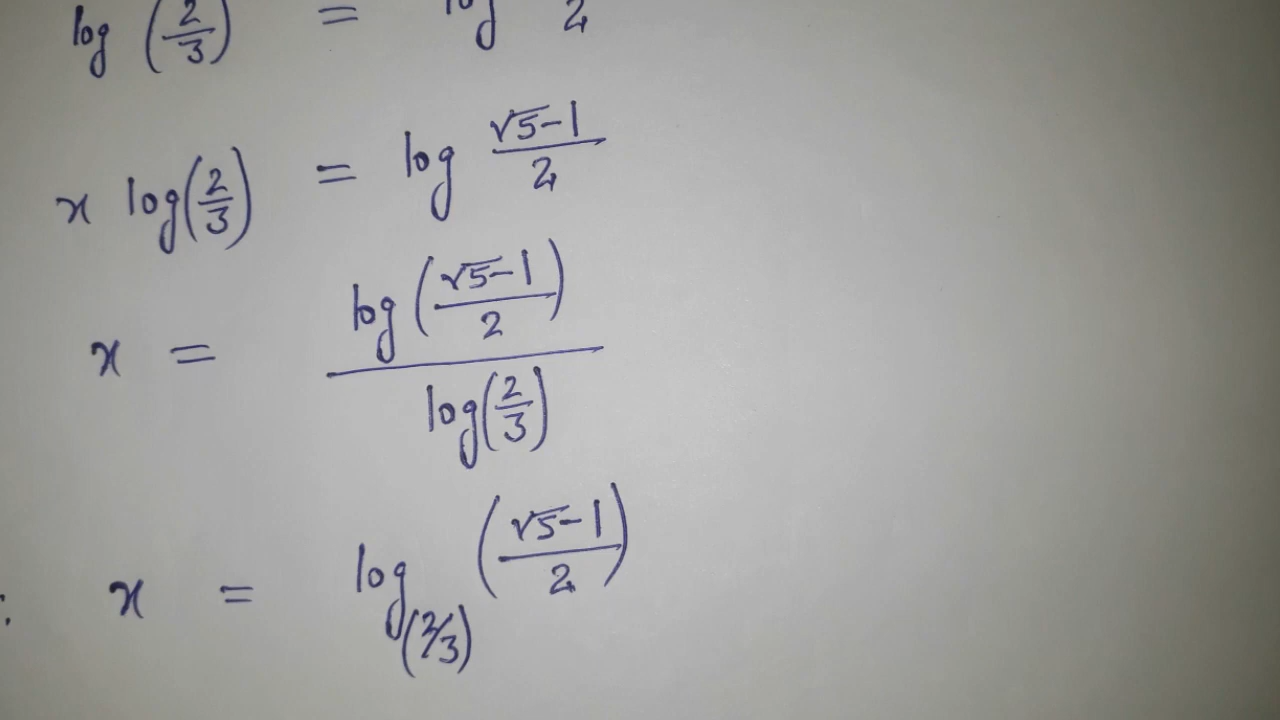 log (2/3) = log 2
x log(2/3) = log √5-1/2
x = log(√5-1/2)/log(2/3)
: x = log(2/3) (√5-1/2)